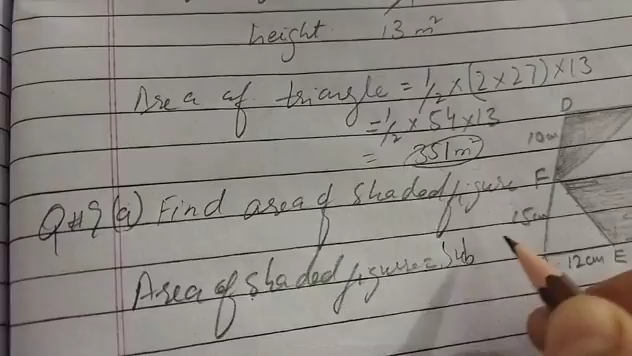 height 13 m²
Area of triangle = 1/2 × (2 × 27) × 13
= 1/2 × 54 × 13
= 351 m²
Q#9 (a) Find area of shaded figure
Area of shaded figure = Sub
D
10cm
F
15cm
12cm E